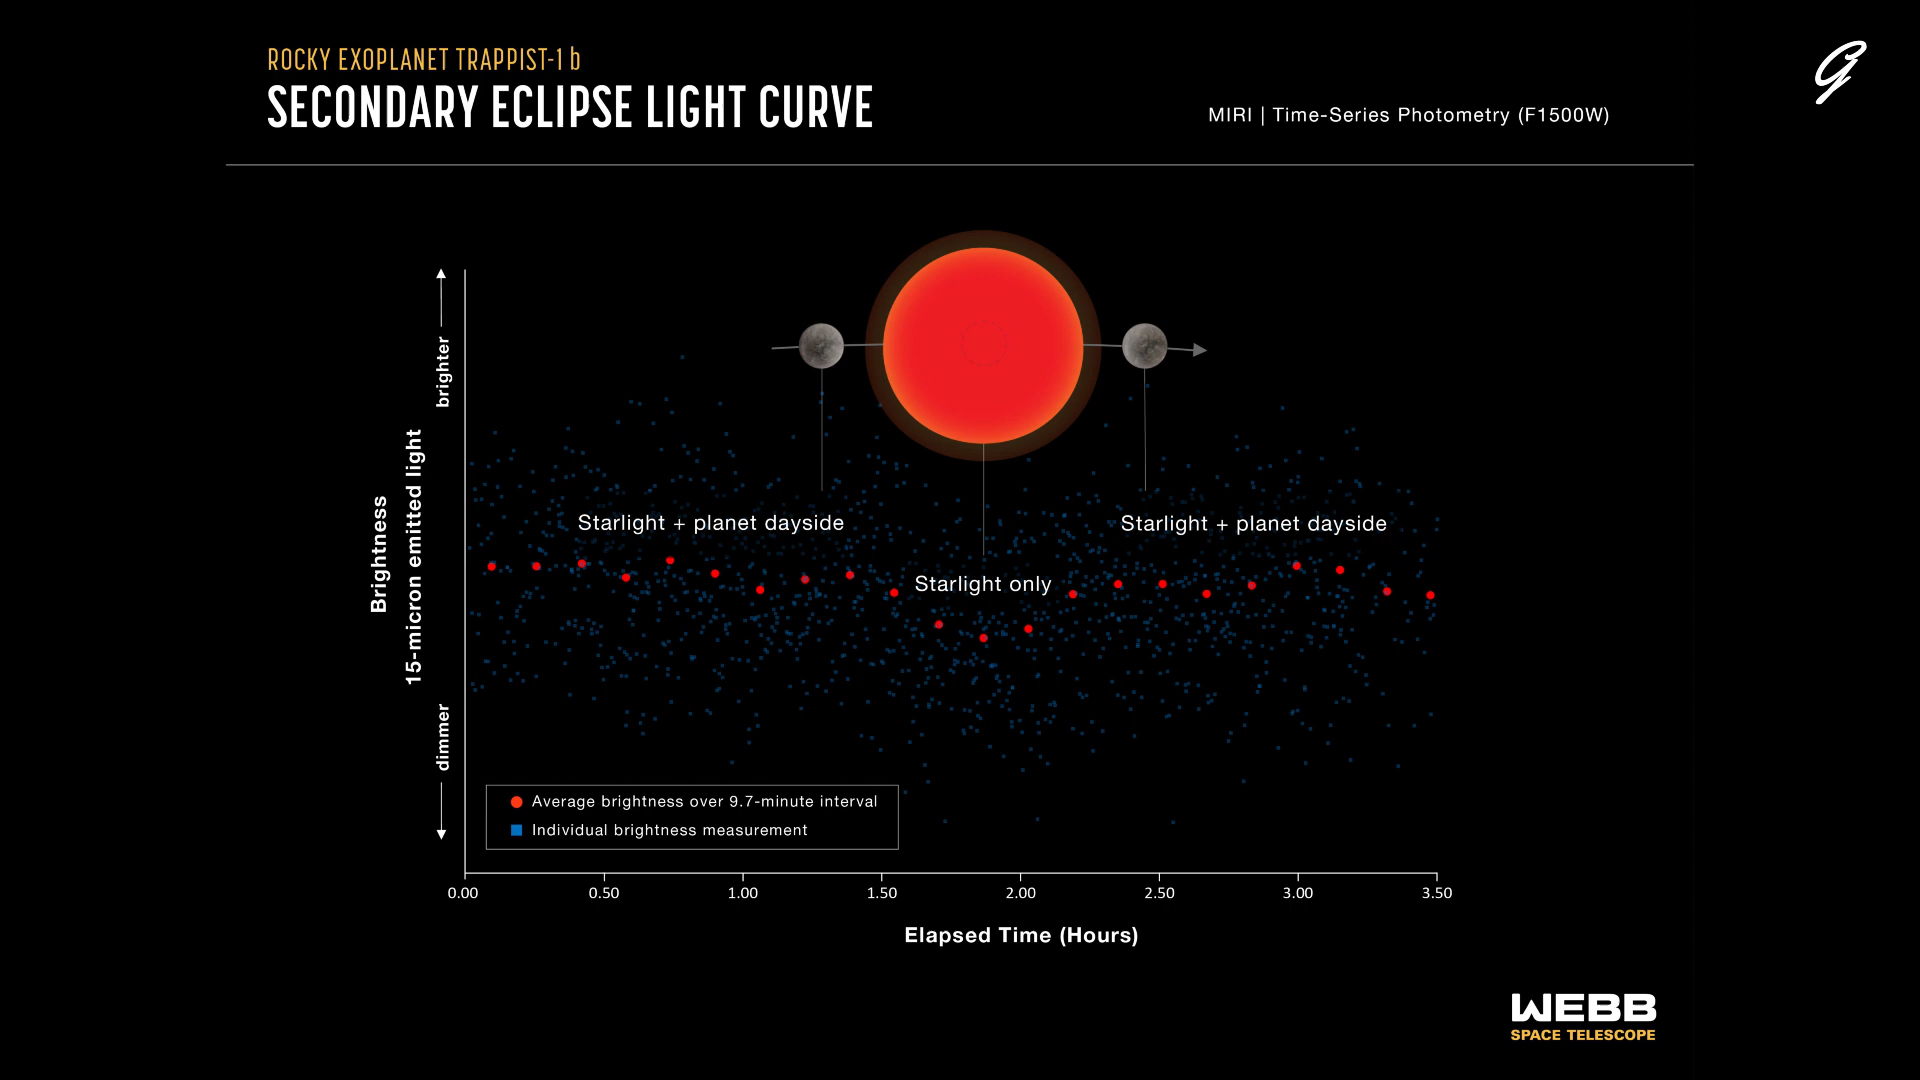 ROCKY EXOPLANET TRAPPIST-1 b
SECONDARY ECLIPSE LIGHT CURVE
MIRI | Time-Series Photometry (F1500W)
G
brighter
Brightness
15-micron emitted light
dimmer
Starlight + planet dayside
Starlight + planet dayside
Starlight only
Average brightness over 9.7-minute interval
Individual brightness measurement
0.00 0.50 1.00 1.50 2.00 2.50 3.00 3.50
Elapsed Time (Hours)
WEBB
SPACE TELESCOPE